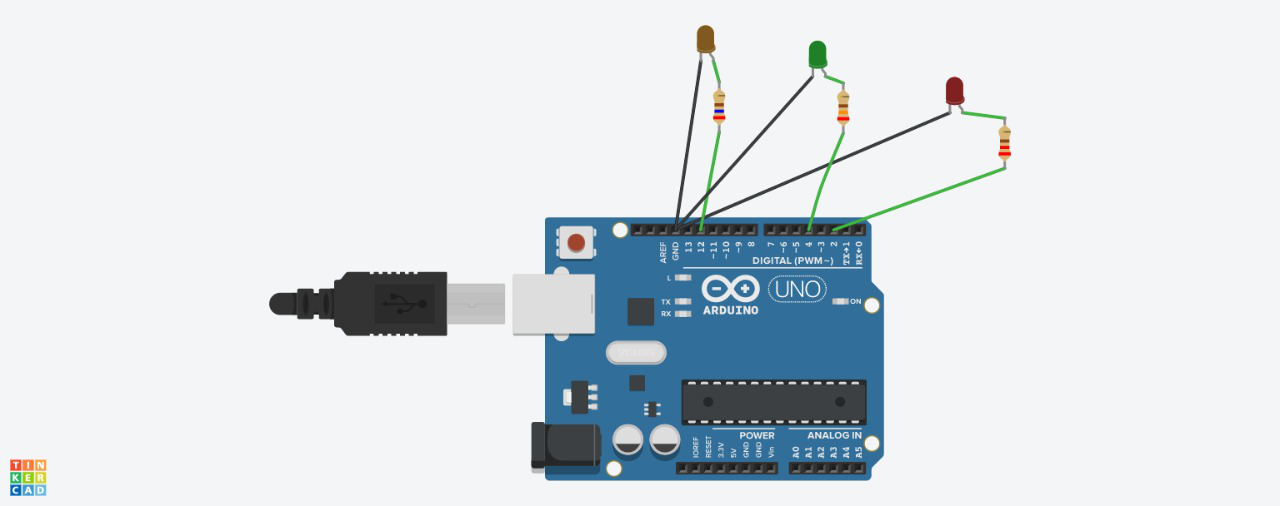 AREF
GND
13
12
~11
~10
~9
8
7
~6
~5
4
~3
2
TX→1
RX←0
DIGITAL (PWM~)
L
TX
RX
ARDUINO
UNO
ON
POWER
ANALOG IN
IOREF
RESET
3.3V
5V
GND
GND
Vin
A0
A1
A2
A3
A4
A5
TIN
KER
CAD